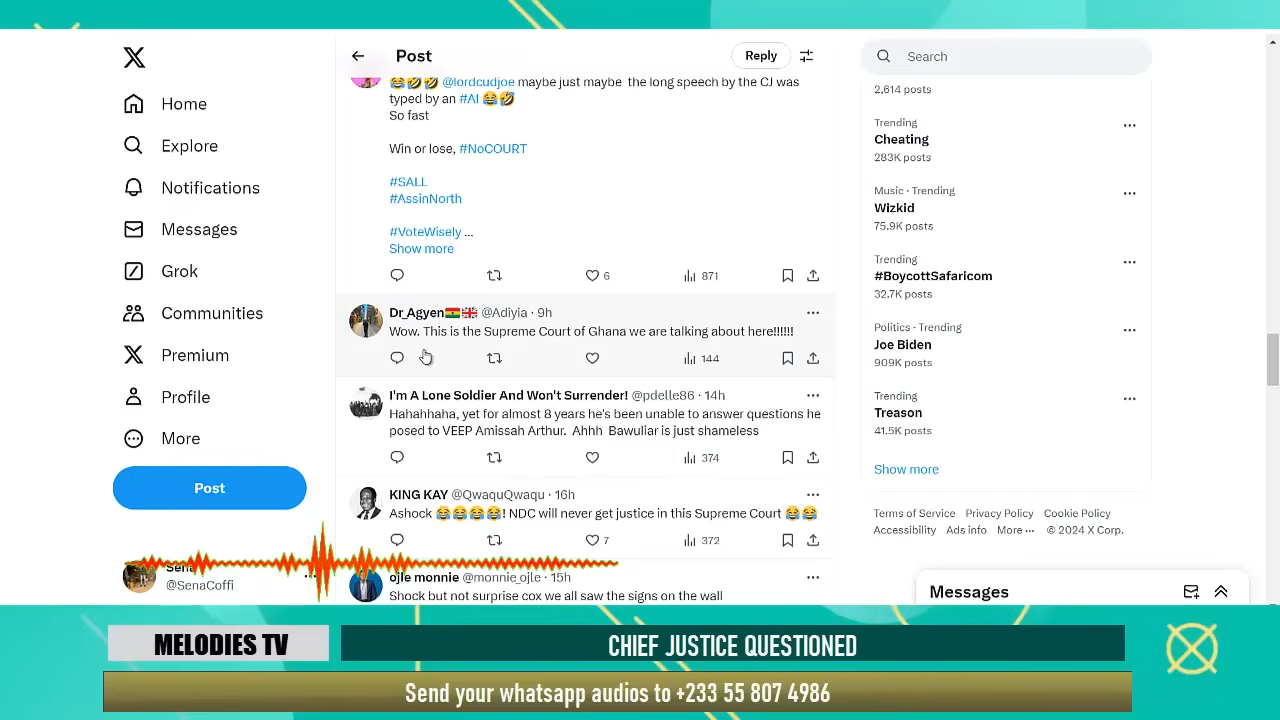 Home
Explore
Notifications
Messages
Grok
Communities
Premium
Profile
More
Post
@SenaCoffi
Post
Reply
😂🤣🤣 @lordcudjoe maybe just maybe the long speech by the CJ was
typed by an #AI 😂🤣
So fast
Win or lose, #NoCOURT
#SALL
#AssinNorth
#VoteWisely ...
Show more
6
871
Dr_Agyen🇬🇭🇬🇧 @Adiyia · 9h
Wow. This is the Supreme Court of Ghana we are talking about here!!!!!!
144
I'm A Lone Soldier And Won't Surrender! @pdelle86 · 14h
Hahahhaha, yet for almost 8 years he's been unable to answer questions he
posed to VEEP Amissah Arthur. Ahhh Bawuliar is just shameless
374
KING KAY @QwaquQwaqu · 16h
Ashock 😂😂😂😂! NDC will never get justice in this Supreme Court 😂😂
7
372
ojle monnie @monnie_ojle · 15h
Shock but not surprise cox we all saw the signs on the wall
Search
2,614 posts
Trending
Cheating
283K posts
Music · Trending
Wizkid
75.9K posts
Trending
#BoycottSafaricom
32.7K posts
Politics · Trending
Joe Biden
909K posts
Trending
Treason
41.5K posts
Show more
Terms of Service Privacy Policy Cookie Policy
Accessibility Ads info More ··· © 2024 X Corp.
Messages
MELODIES TV
CHIEF JUSTICE QUESTIONED
Send your whatsapp audios to +233 55 807 4986